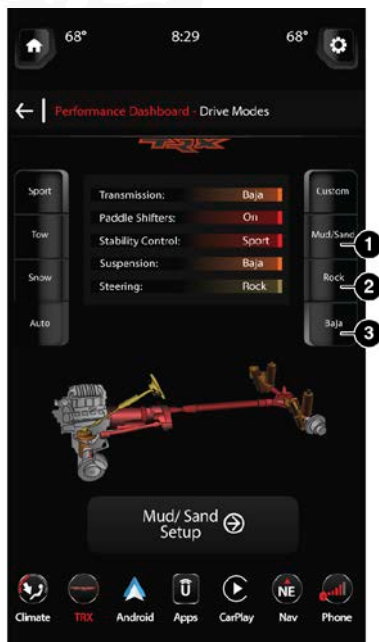 68° 8:29 68°
Performance Dashboard - Drive Modes
TRX
Sport
Tow
Snow
Auto
Transmission: Baja
Paddle Shifters: On
Stability Control: Sport
Suspension: Baja
Steering: Rock
Custom
Mud/Sand
Rock
Baja
1
2
3
Mud/ Sand
Setup
NE
Climate TRX Android Apps CarPlay Nav Phone